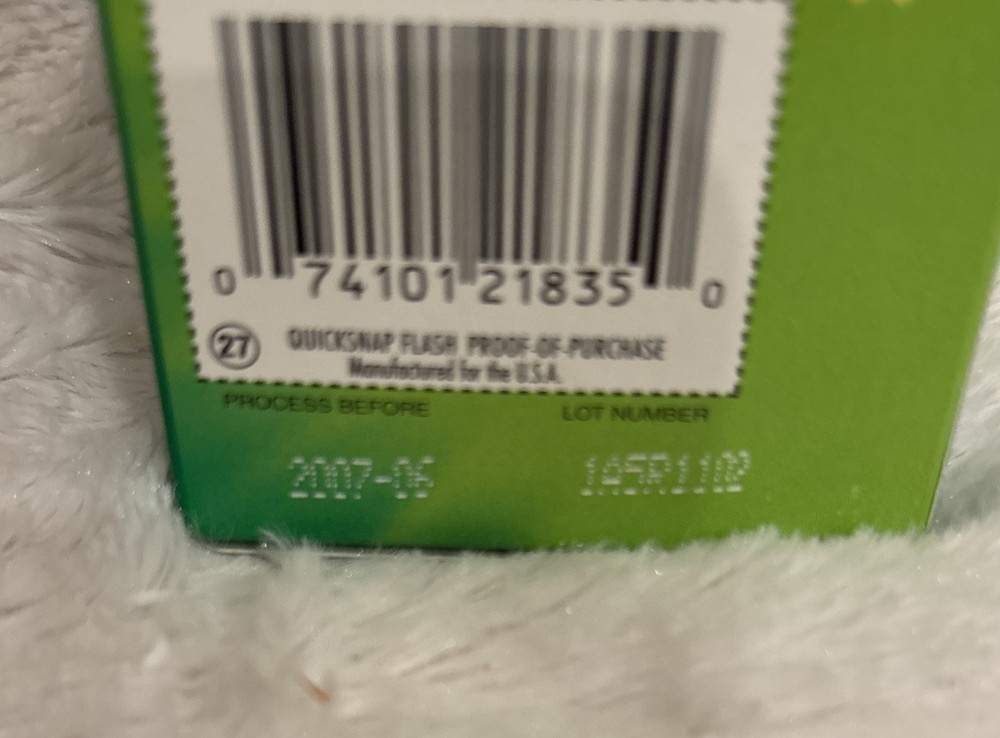 0 74101 21835 0
27 QUICKSNAP FLASH PROOF-OF-PURCHASE
Manufactured for the U.S.A.
PROCESS BEFORE LOT NUMBER
2007-06 1A5R1102